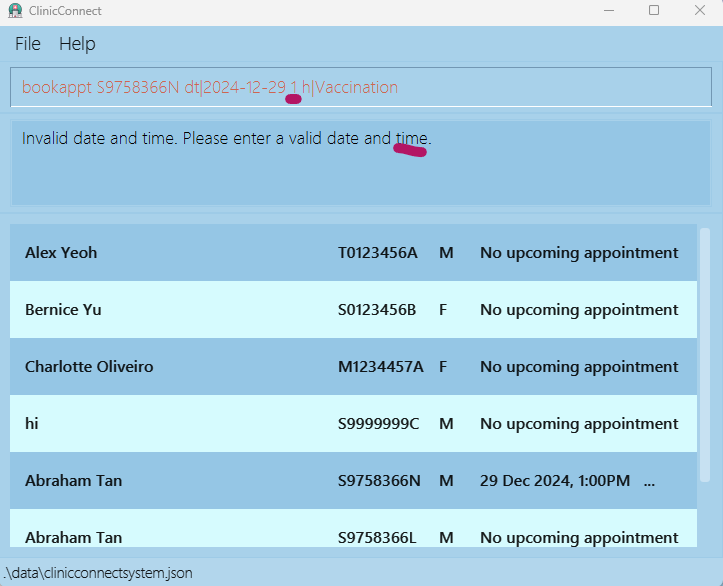 ClinicConnect
File Help
bookappt S9758366N dt|2024-12-29 1 h|Vaccination
Invalid date and time. Please enter a valid date and time.
Alex Yeoh T0123456A M No upcoming appointment
Bernice Yu S0123456B F No upcoming appointment
Charlotte Oliveiro M1234457A F No upcoming appointment
hi S9999999C M No upcoming appointment
Abraham Tan S9758366N M 29 Dec 2024, 1:00PM ...
Abraham Tan S9758366L M No upcoming appointment
.\data\clinicconnectsystem.json